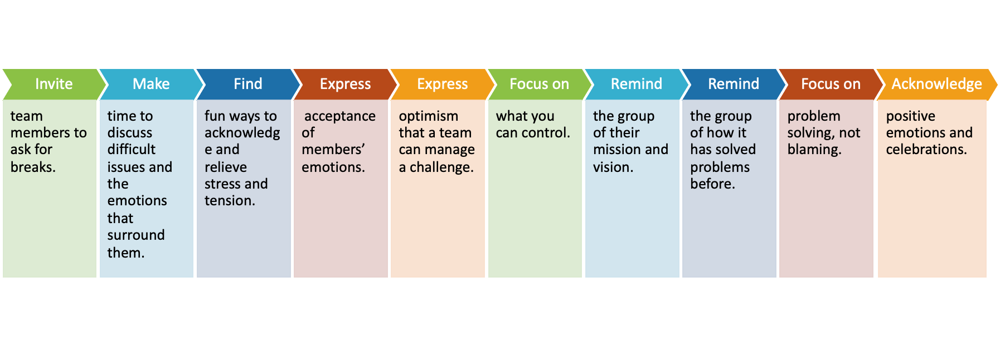 Invite
team
members to
ask for
breaks.
Make
time to
discuss
difficult
issues and
the
emotions
that
surround
them.
Find
fun ways to
acknowledg
e and
relieve
stress and
tension.
Express
acceptance
of
members’
emotions.
Express
optimism
that a team
can manage
a challenge.
Focus on
what you
can control.
Remind
the group
of their
mission and
vision.
Remind
the group
of how it
has solved
problems
before.
Focus on
problem
solving, not
blaming.
Acknowledge
positive
emotions and
celebrations.